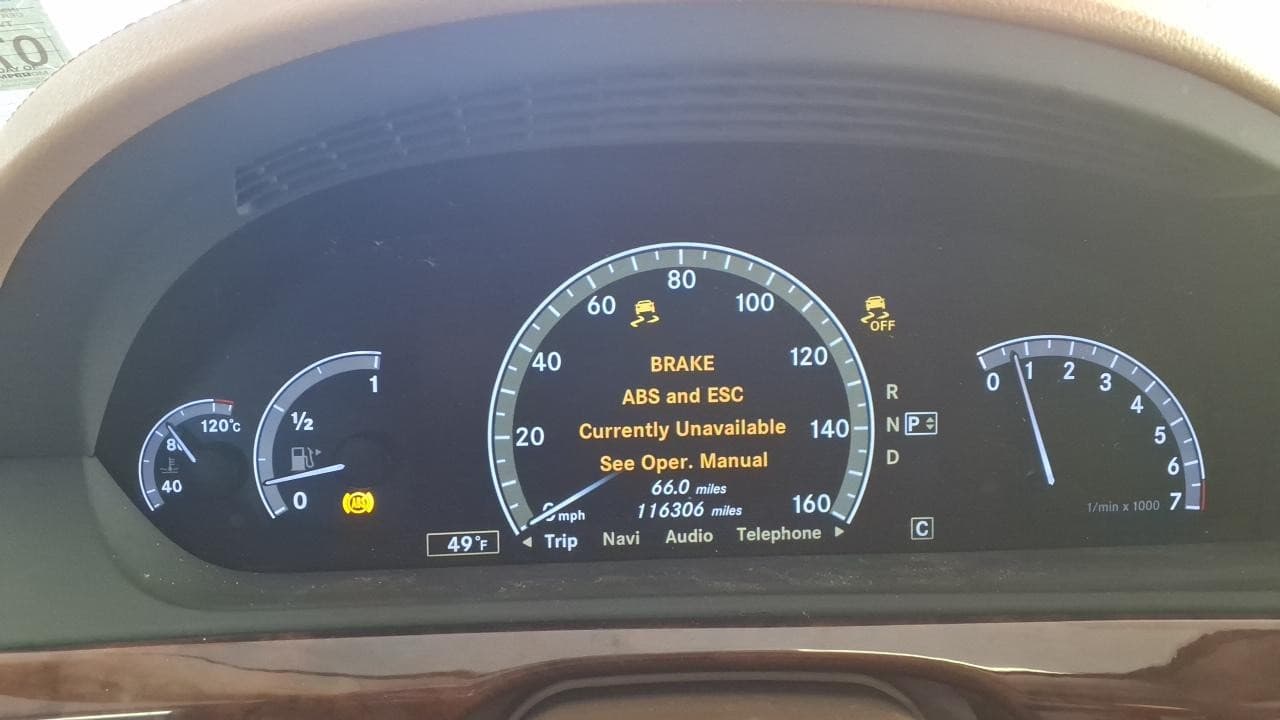 60
80
100
40
120
20
140
0 mph
160
BRAKE
ABS and ESC
Currently Unavailable
See Oper. Manual
66.0 miles
116306 miles
Trip Navi Audio Telephone
49°F
120°C
40
1
1/2
0
ABS
OFF
R
N
P
D
C
0
1
2
3
4
5
6
7
1/min x 1000